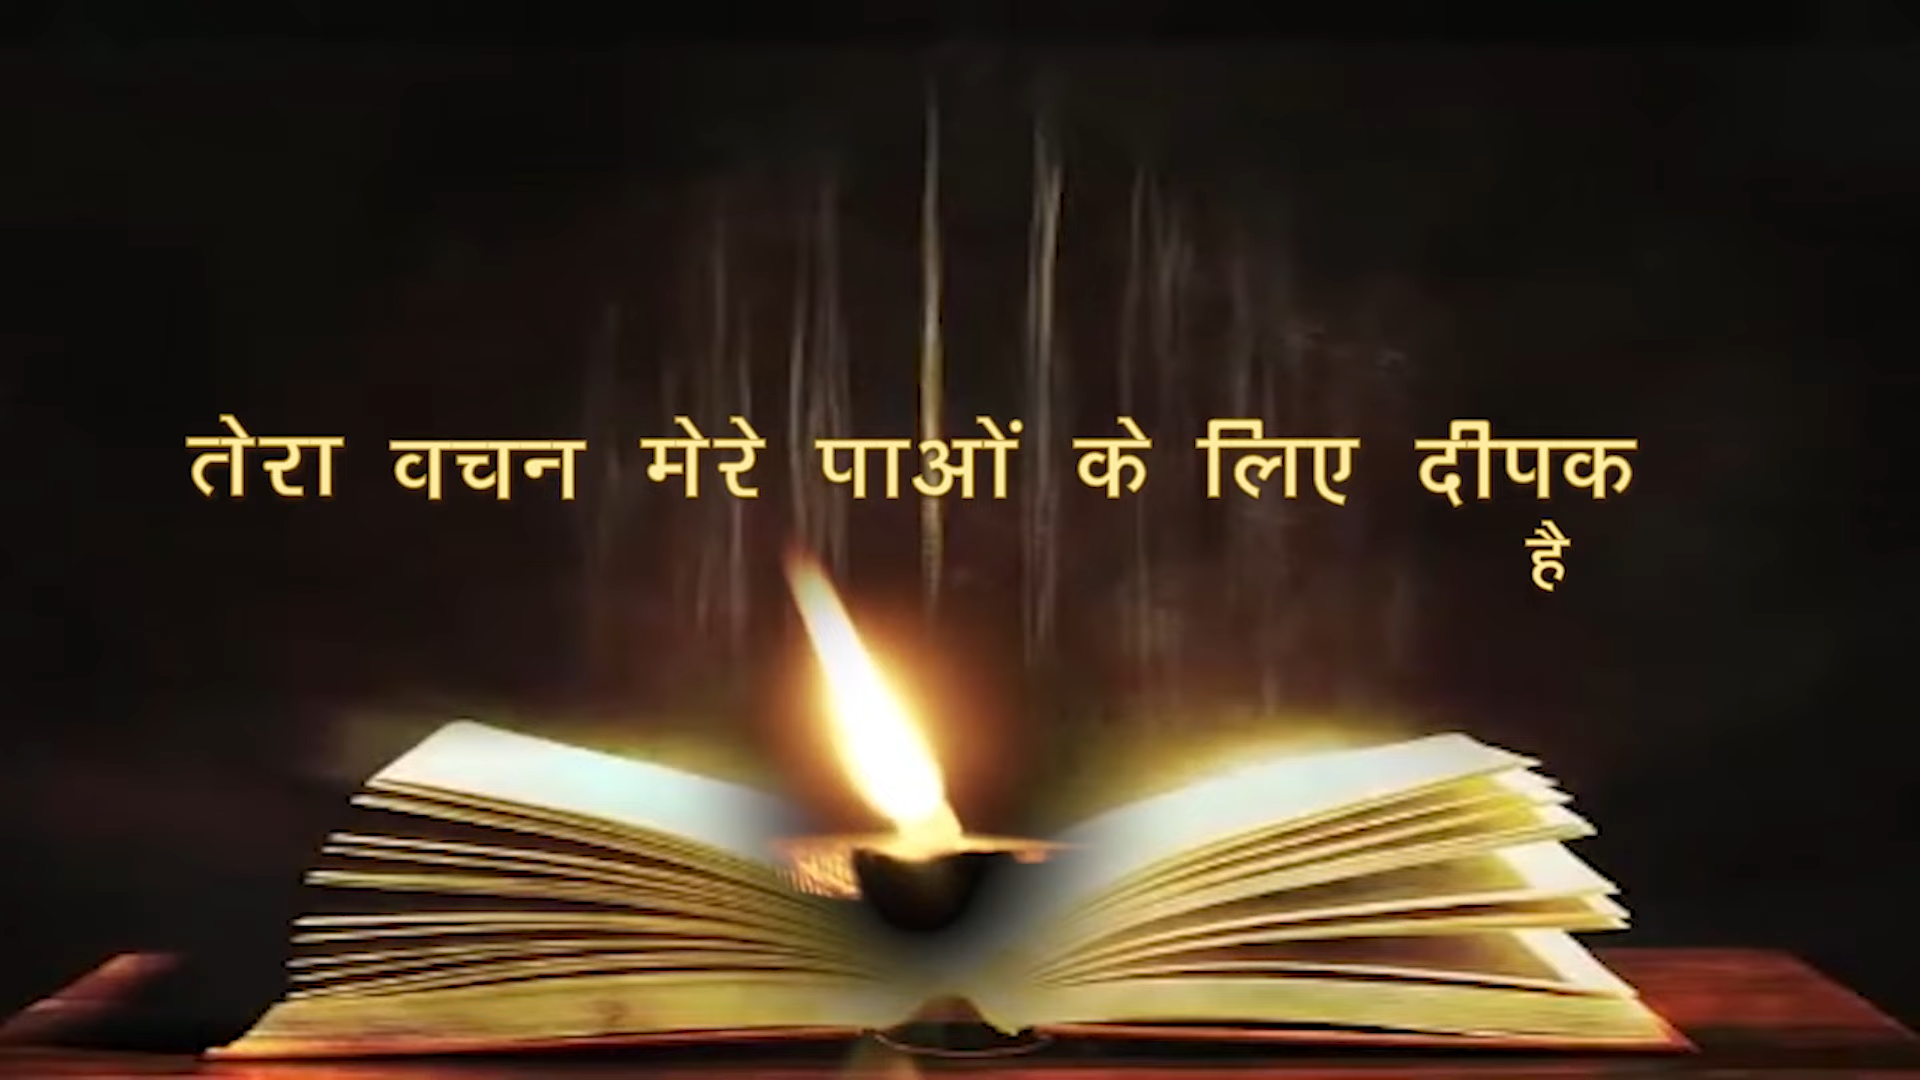 तेरा वचन मेरे पाओं के लिए दीपक
है